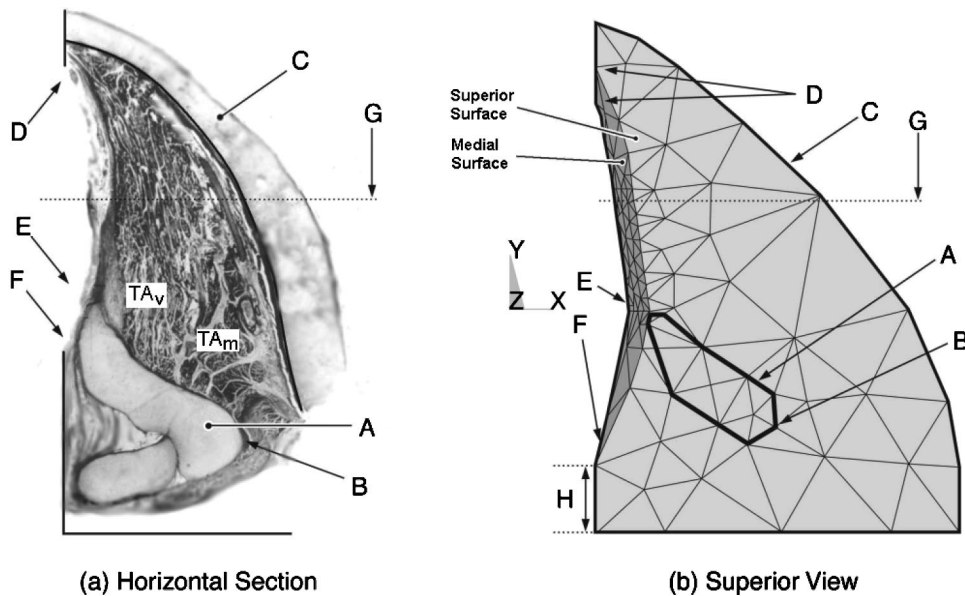 C
D
G
E
F
TAv
TAm
A
B
(a) Horizontal Section
Superior
Surface
Medial
Surface
D
C
G
Y
Z X
E
A
F
B
H
(b) Superior View